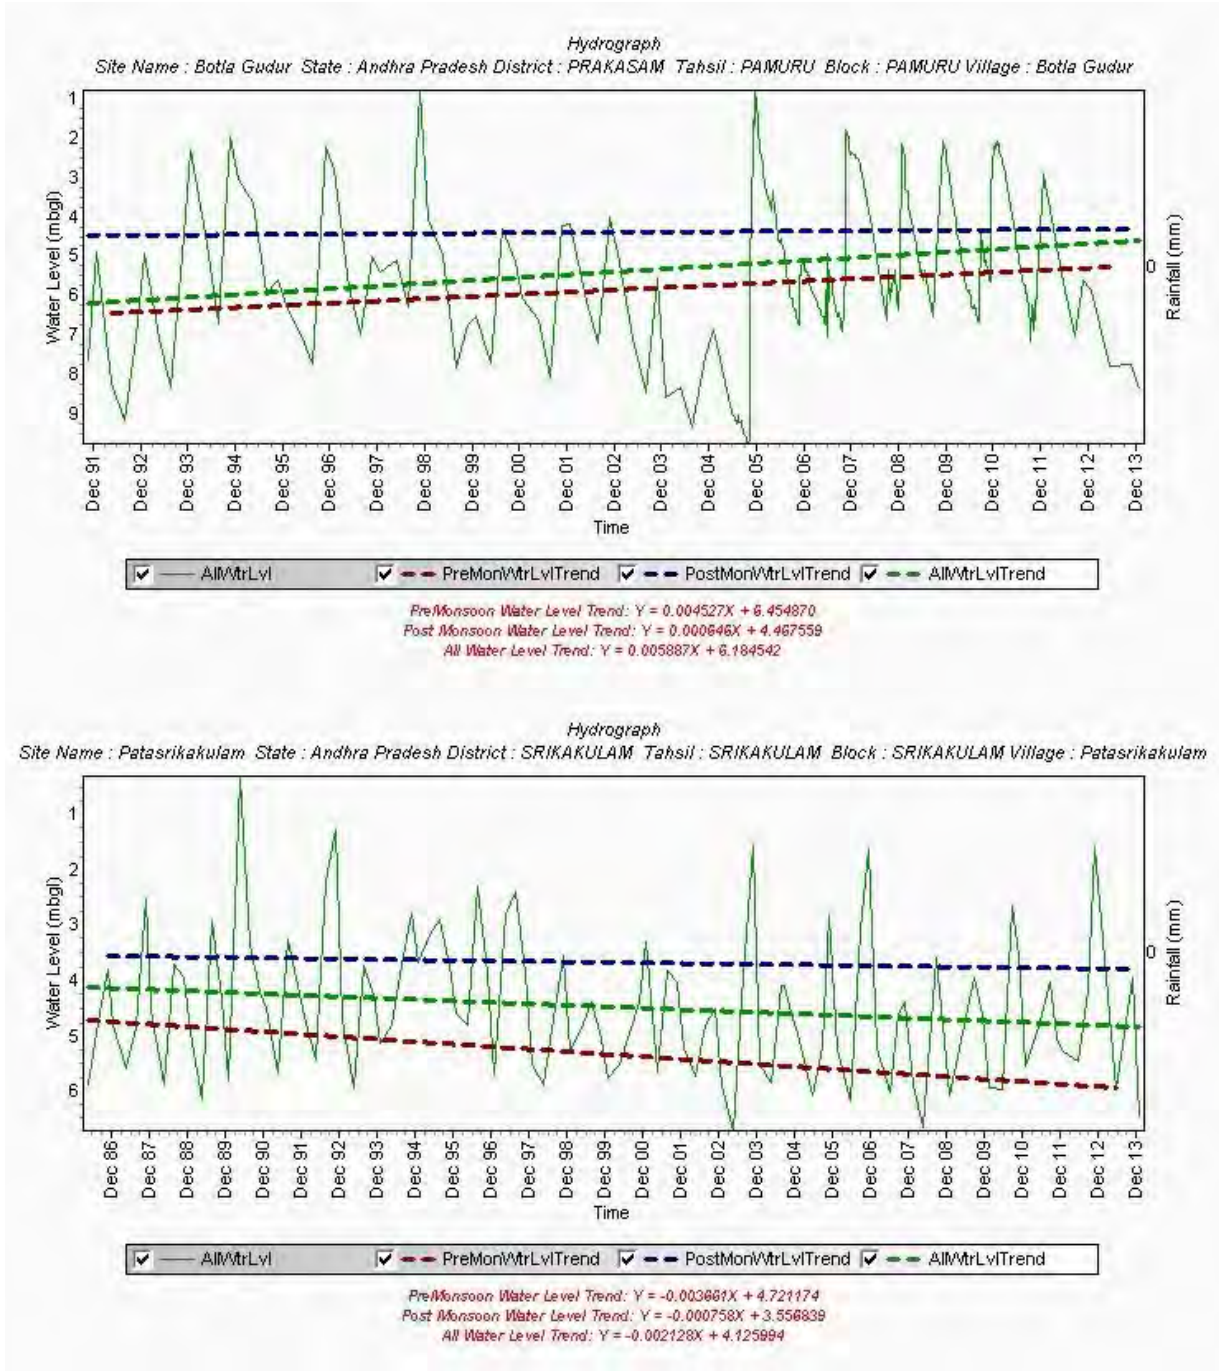 Hydrograph
Site Name : Botla Gudur State : Andhra Pradesh District : PRAKASAM Tahsil : PAMURU Block : PAMURU Village : Botla Gudur
Water Level (mbgl)
1
2
3
4
5
6
7
8
9
0
Rainfall (mm)
Dec 91
Dec 92
Dec 93
Dec 94
Dec 95
Dec 96
Dec 97
Dec 98
Dec 99
Dec 00
Dec 01
Dec 02
Dec 03
Dec 04
Dec 05
Dec 06
Dec 07
Dec 08
Dec 09
Dec 10
Dec 11
Dec 12
Dec 13
Time
AllWtrLvl PreMonWtrLvlTrend PostMonWtrLvlTrend AllWtrLvlTrend
PreMonsoon Water Level Trend: Y = 0.004527X + 6.454870
Post Monsoon Water Level Trend: Y = 0.000646X + 4.467559
All Water Level Trend: Y = 0.005887X + 6.184542
Hydrograph
Site Name : Patasrikakulam State : Andhra Pradesh District : SRIKAKULAM Tahsil : SRIKAKULAM Block : SRIKAKULAM Village : Patasrikakulam
Water Level (mbgl)
1
2
3
4
5
6
0
Rainfall (mm)
Dec 86
Dec 87
Dec 88
Dec 89
Dec 90
Dec 91
Dec 92
Dec 93
Dec 94
Dec 95
Dec 96
Dec 97
Dec 98
Dec 99
Dec 00
Dec 01
Dec 02
Dec 03
Dec 04
Dec 05
Dec 06
Dec 07
Dec 08
Dec 09
Dec 10
Dec 11
Dec 12
Dec 13
Time
AllWtrLvl PreMonWtrLvlTrend PostMonWtrLvlTrend AllWtrLvlTrend
PreMonsoon Water Level Trend: Y = -0.003661X + 4.721174
Post Monsoon Water Level Trend: Y = -0.000758X + 3.556839
All Water Level Trend: Y = -0.002128X + 4.125994